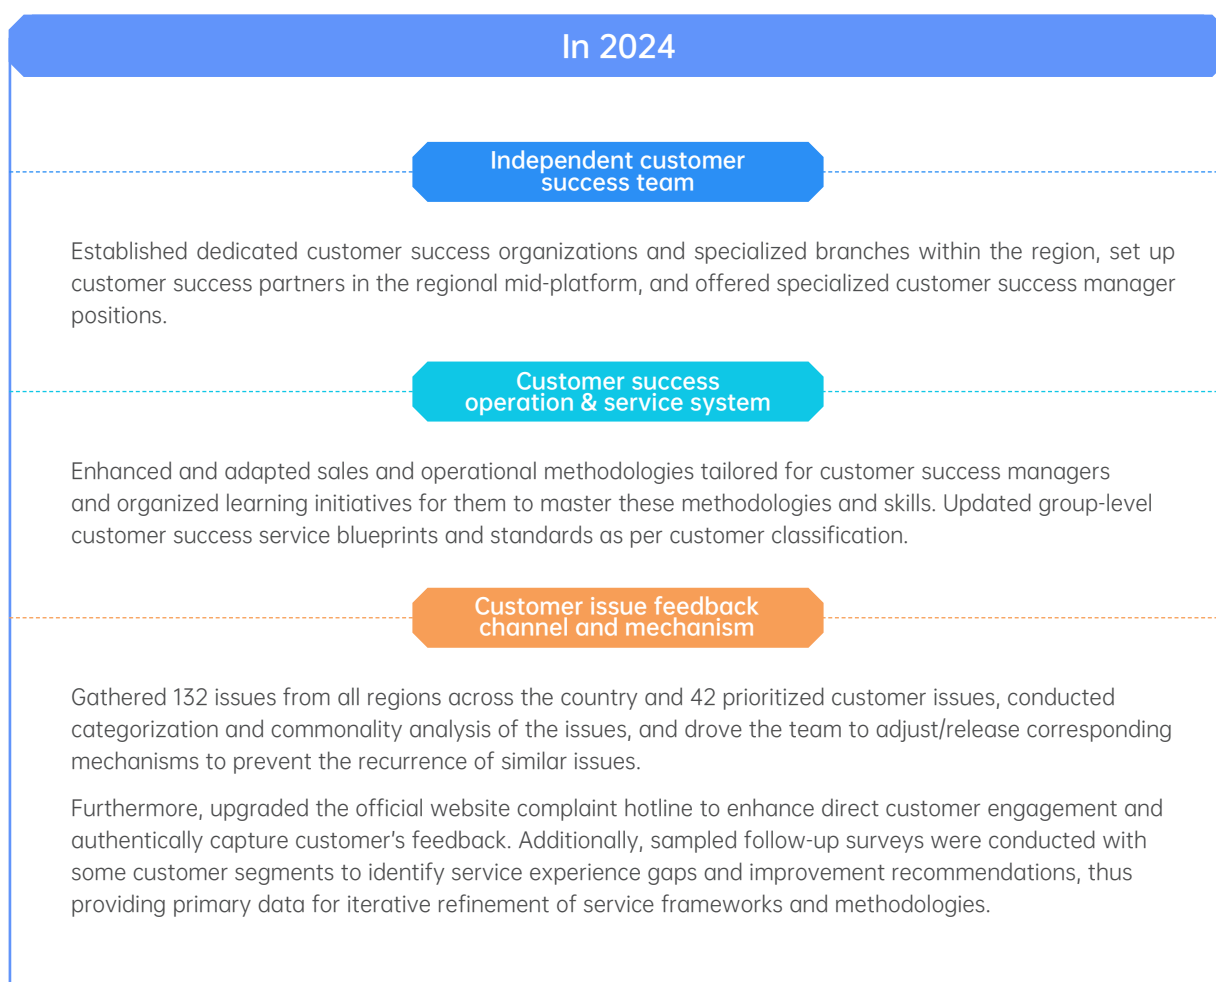 In 2024
Independent customer
success team
Established dedicated customer success organizations and specialized branches within the region, set up
customer success partners in the regional mid-platform, and offered specialized customer success manager
positions.
Customer success
operation & service system
Enhanced and adapted sales and operational methodologies tailored for customer success managers
and organized learning initiatives for them to master these methodologies and skills. Updated group-level
customer success service blueprints and standards as per customer classification.
Customer issue feedback
channel and mechanism
Gathered 132 issues from all regions across the country and 42 prioritized customer issues, conducted
categorization and commonality analysis of the issues, and drove the team to adjust/release corresponding
mechanisms to prevent the recurrence of similar issues.
Furthermore, upgraded the official website complaint hotline to enhance direct customer engagement and
authentically capture customer's feedback. Additionally, sampled follow-up surveys were conducted with
some customer segments to identify service experience gaps and improvement recommendations, thus
providing primary data for iterative refinement of service frameworks and methodologies.